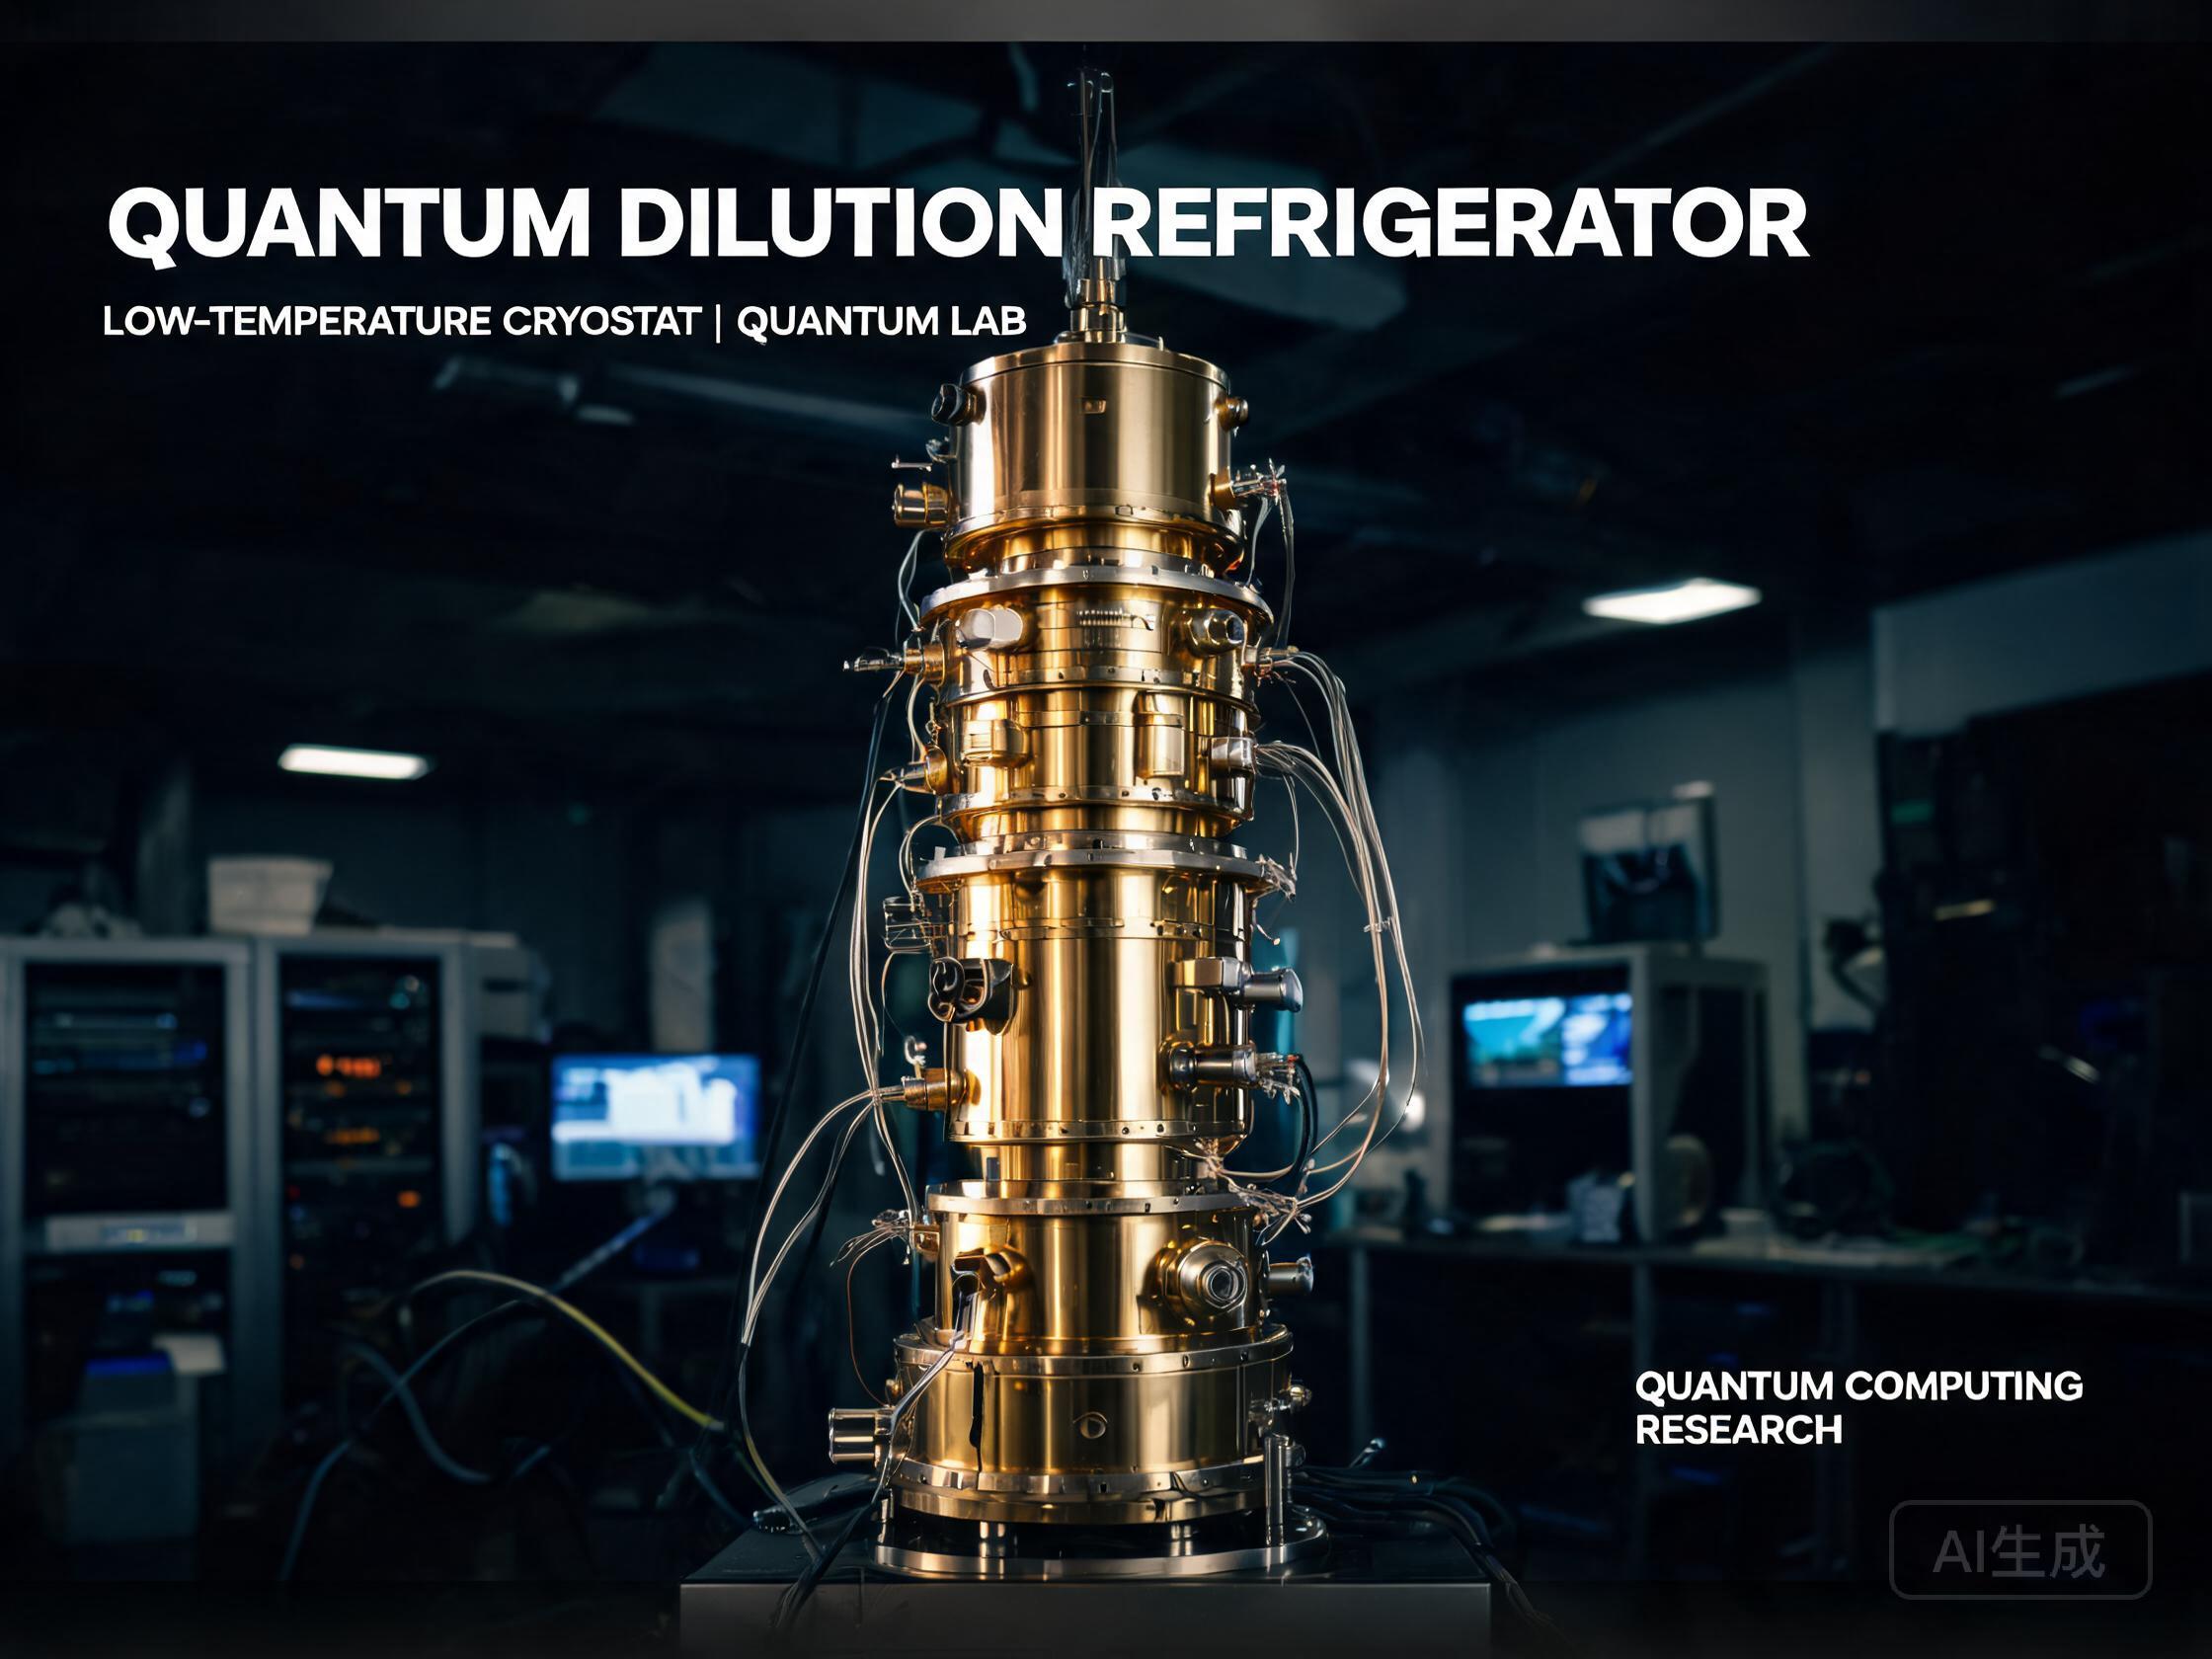 QUANTUM DILUTION REFRIGERATOR
LOW-TEMPERATURE CRYOSTAT | QUANTUM LAB
QUANTUM COMPUTING
RESEARCH
AI生成